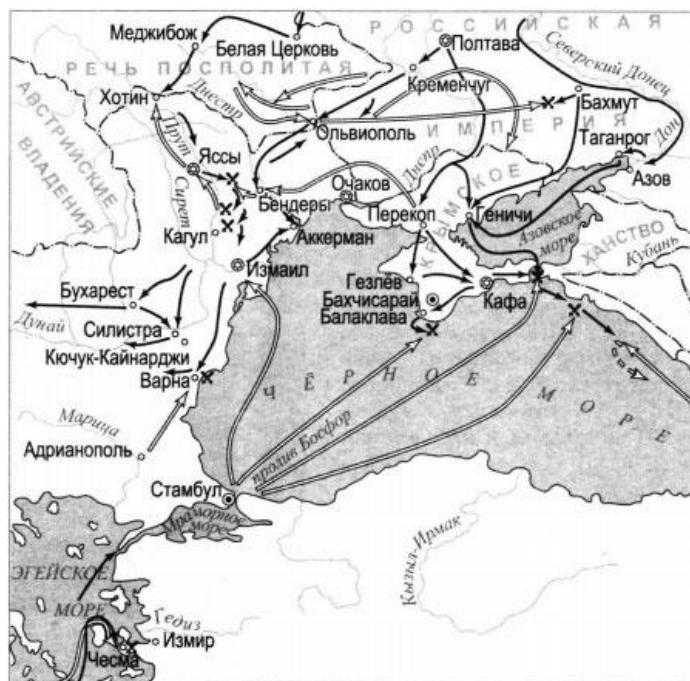 РОССИЙСКАЯ
Меджибож
Белая Церковь
Полтава
Северский Донец
РЕЧЬ ПОСПОЛИТАЯ
Кременчуг
АВСТРИЙСКИЕ
ВЛАДЕНИЯ
Хотин
Днестр
Бахмут
Ольвиополь
ИМПЕРИЯ
Таганрог
Дон
Прут
Яссы
Днепр
Азов
Сирет
Очаков
Бендеры
Перекоп
Геничи
КРЫМСКОЕ
ХАНСТВО
Азовское
море
Кубань
Кагул
Аккерман
Измаил
Гезлёв
Бахчисарай
Кафа
Балаклава
Бухарест
Дунай
Силистра
Кючук-Кайнарджи
Варна
ЧЁРНОЕ МОРЕ
Марица
Адрианополь
пролив Босфор
Стамбул
Мраморное
море
Кызыл-Ирмак
ЭГЕЙСКОЕ
МОРЕ
Гедиз
Измир
Чесма